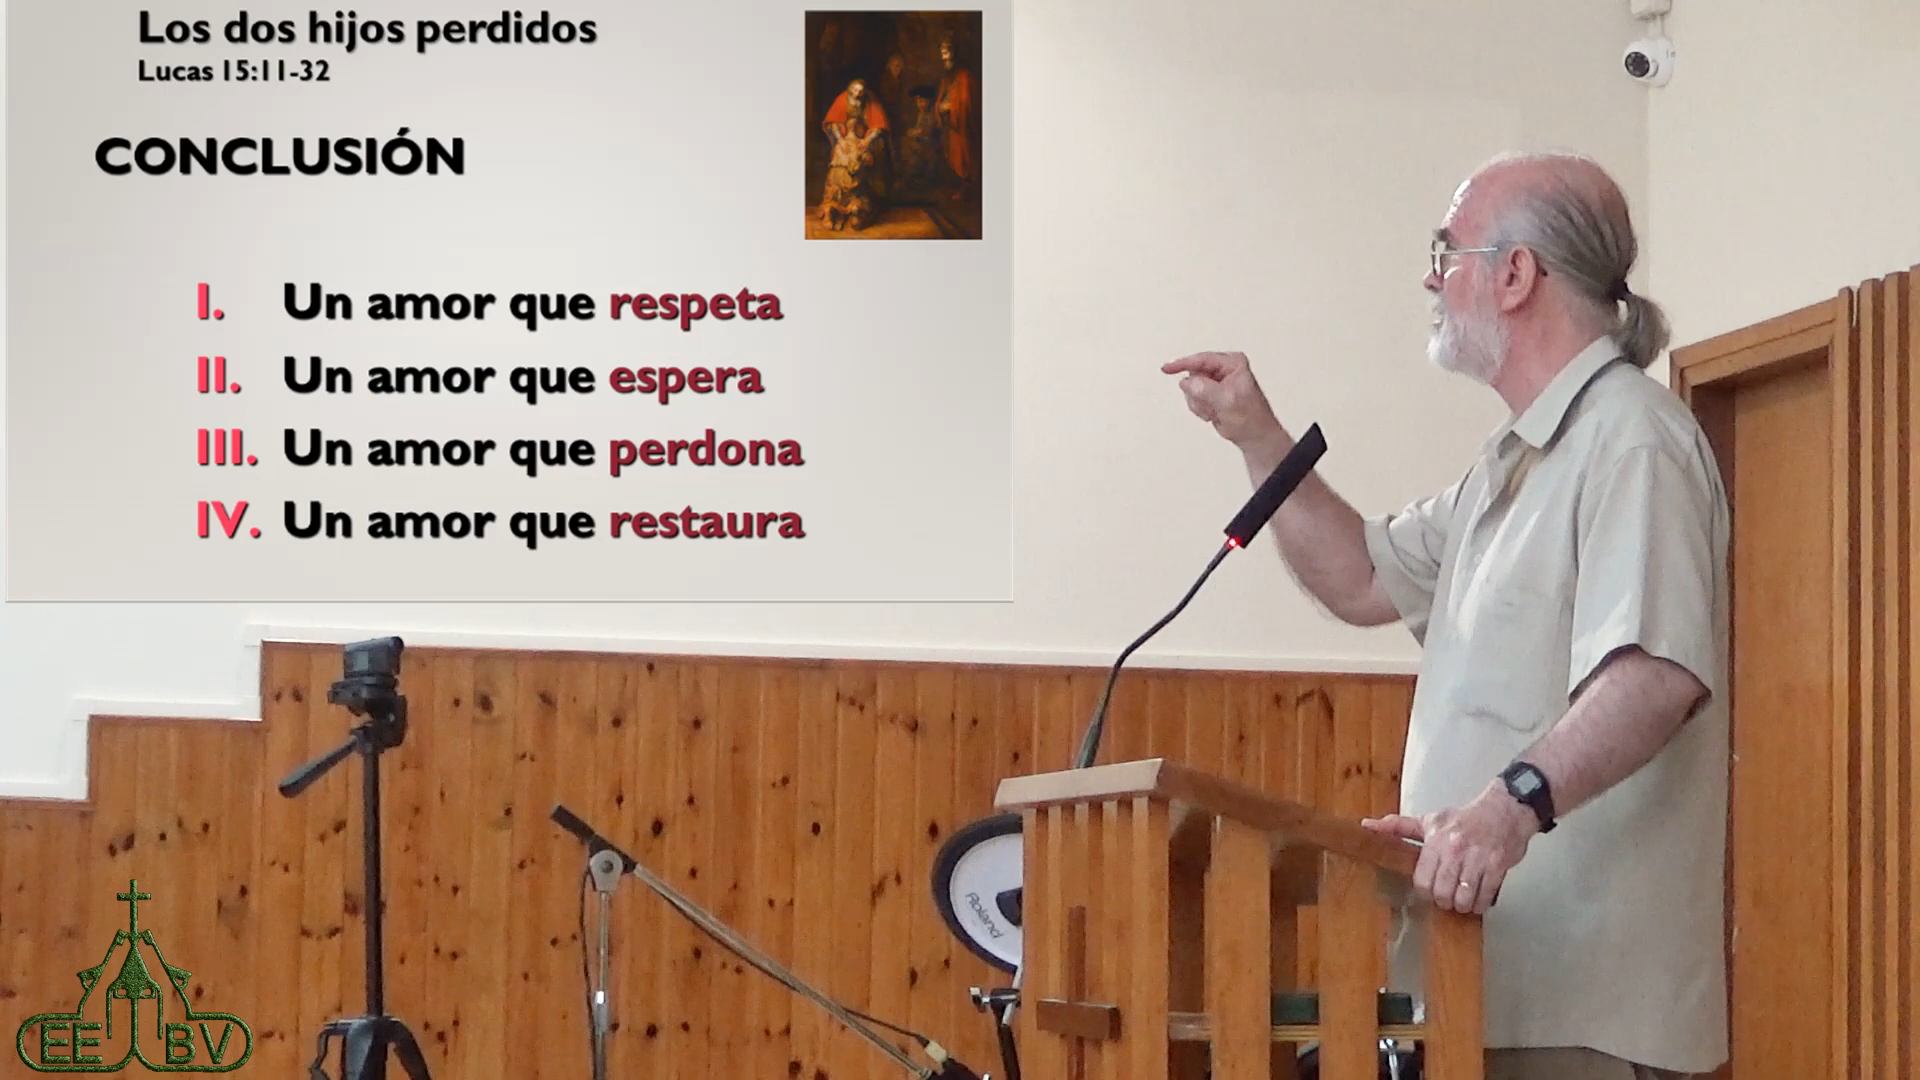 Los dos hijos perdidos
Lucas 15:11-32
CONCLUSIÓN
I. Un amor que respeta
II. Un amor que espera
III. Un amor que perdona
IV. Un amor que restaura
Roland
EE BV